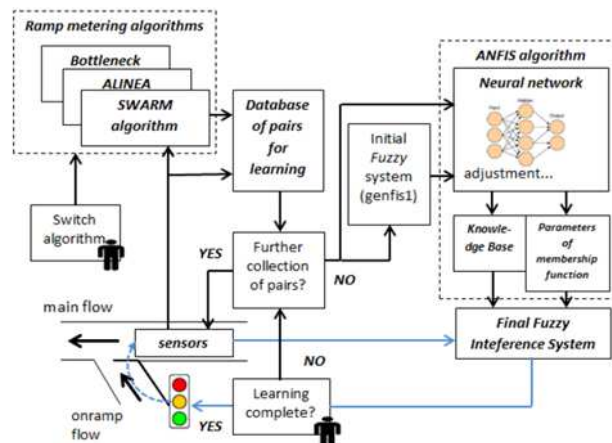 Ramp metering algorithms
Bottleneck
ALINEA
SWARM
algorithm
Database
of pairs
for
learning
Initial
Fuzzy
system
(genfis1)
ANFIS algorithm
Neural network
adjustment...
Knowle-
dge Base
Parameters
of
membership
function
Switch
algorithm
YES
Further
collection
of pairs?
NO
main flow
sensors
Final Fuzzy
Inteference System
NO
Learning
complete?
YES
onramp
flow